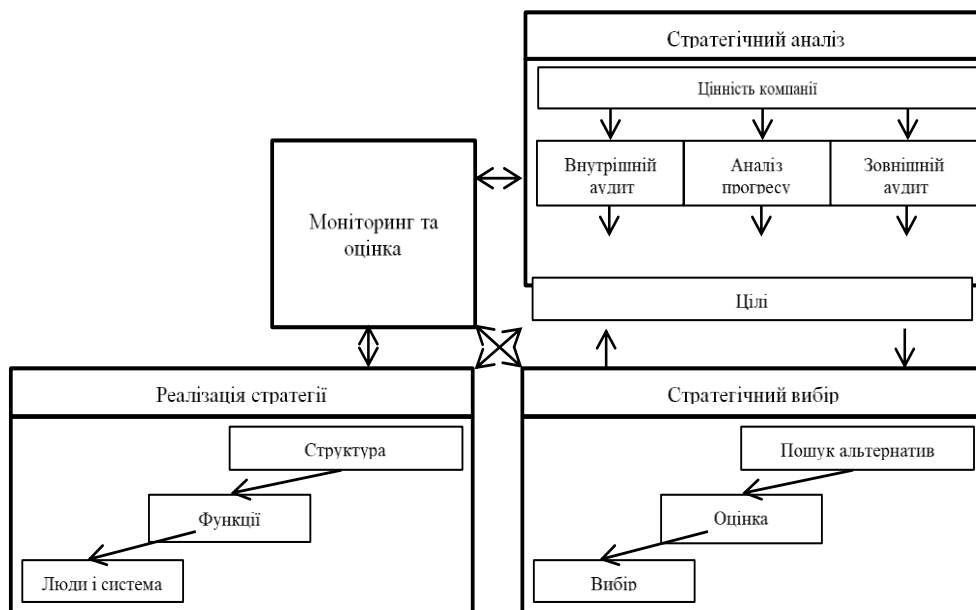 Стратегічний аналіз
Цінність компанії
Внутрішній
аудит
Аналіз
прогресу
Зовнішній
аудит
Моніторинг та
оцінка
Цілі
Реалізація стратегії
Структура
Функції
Люди і система
Стратегічний вибір
Пошук альтернатив
Оцінка
Вибір